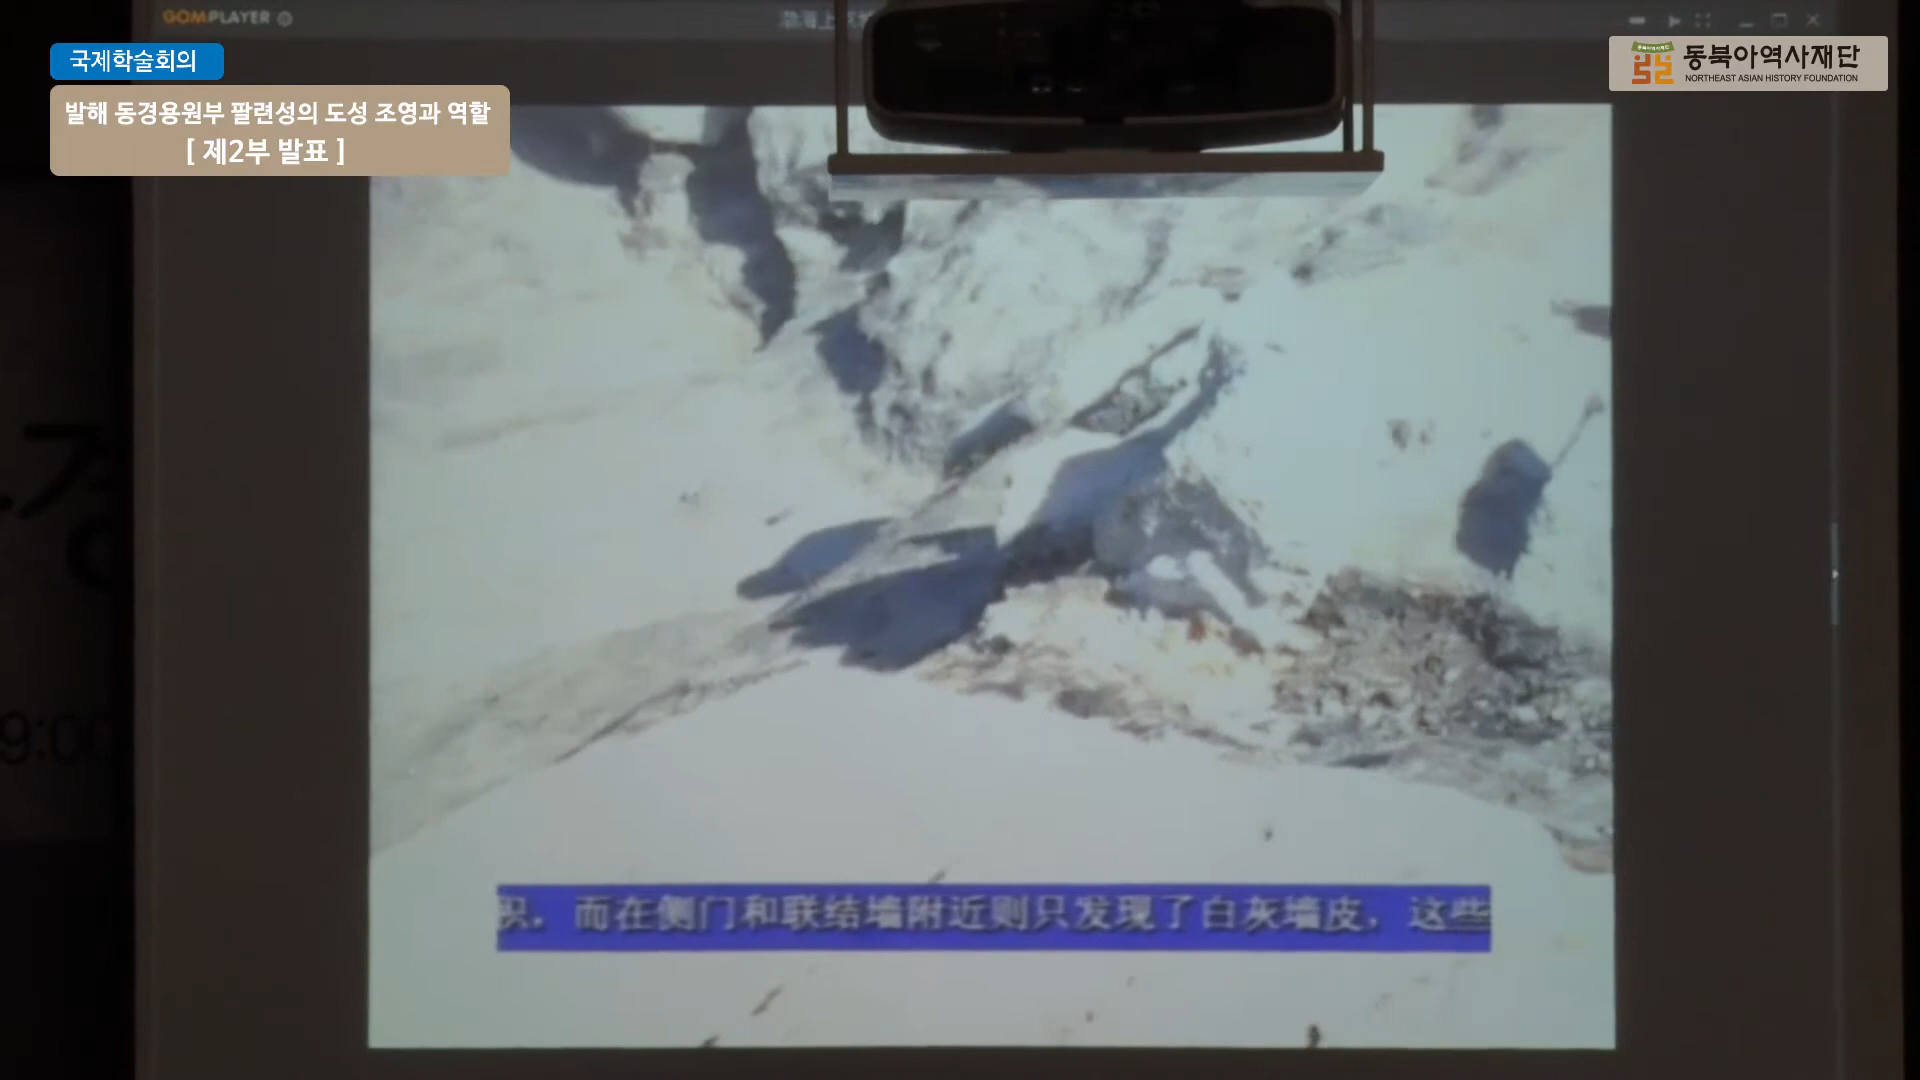 GOMPLAYER
국제학술회의
발해 동경용원부 팔련성의 도성 조영과 역할
[ 제2부 발표 ]
동북아역사재단
NORTHEAST ASIAN HISTORY FOUNDATION
9:00
积，而在侧门和联结墙附近则只发现了白灰墙皮，这些